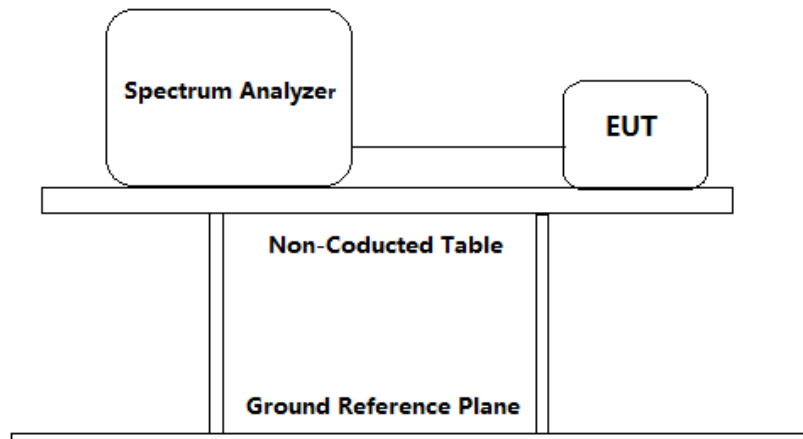 Spectrum Analyzer
EUT
Non-Coducted Table
Ground Reference Plane